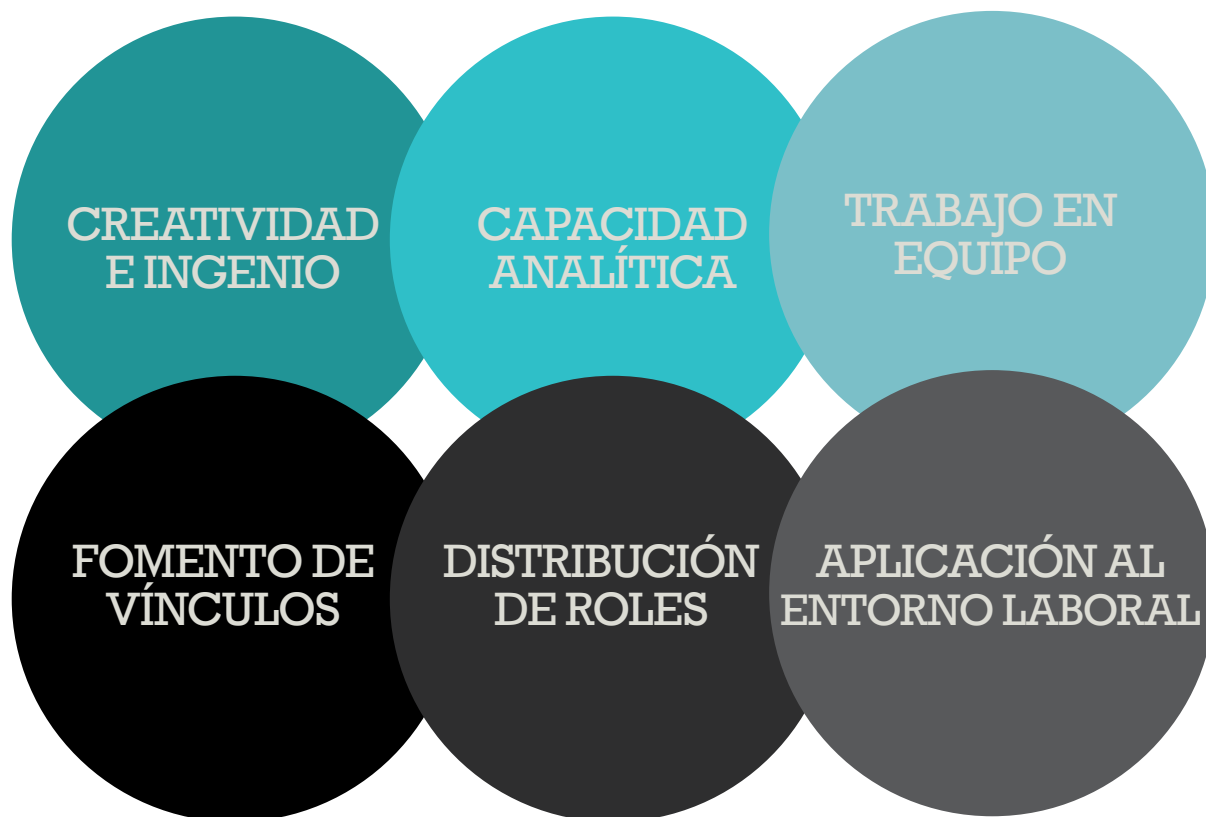 CREATIVIDAD
E INGENIO
CAPACIDAD
ANALÍTICA
TRABAJO EN
EQUIPO
FOMENTO DE
VÍNCULOS
DISTRIBUCIÓN
DE ROLES
APLICACIÓN AL
ENTORNO LABORAL